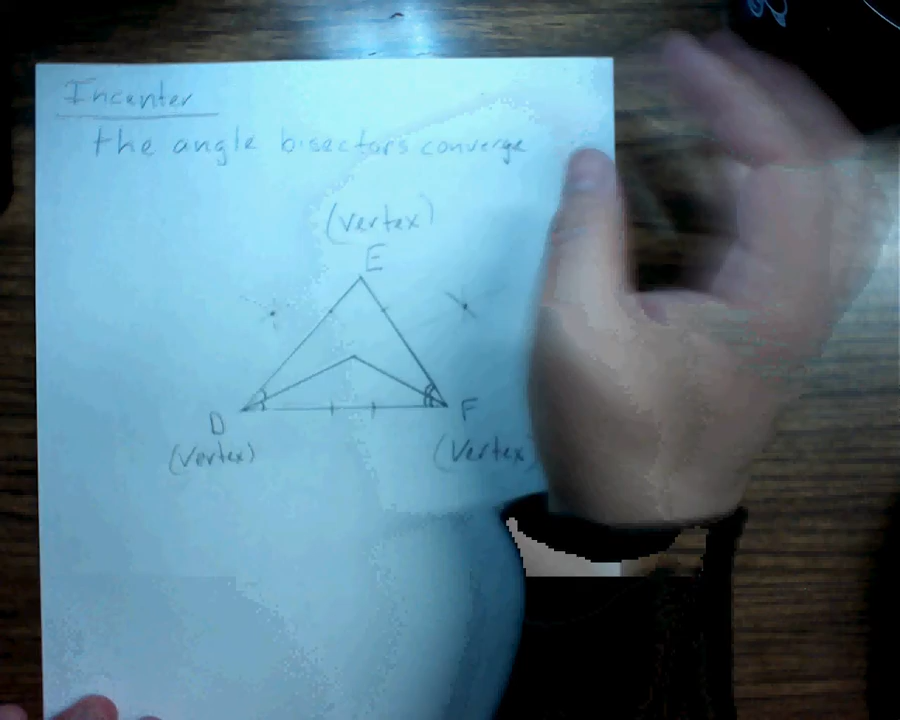 Incenter
the angle bisectors converge
(vertex)
E
D
F
(vertex)
(vertex)